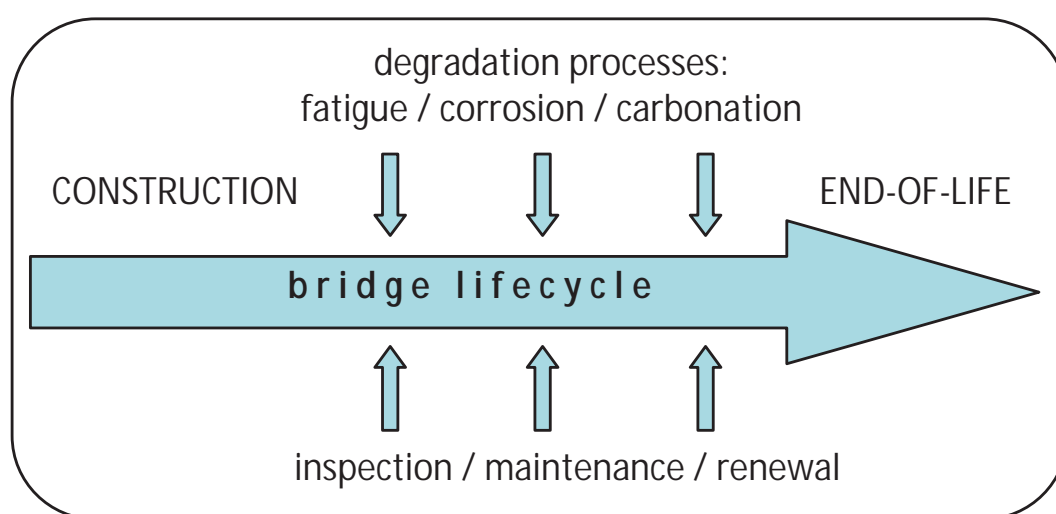 degradation processes:
fatigue / corrosion / carbonation
CONSTRUCTION
END-OF-LIFE
bridge lifecycle
inspection / maintenance / renewal